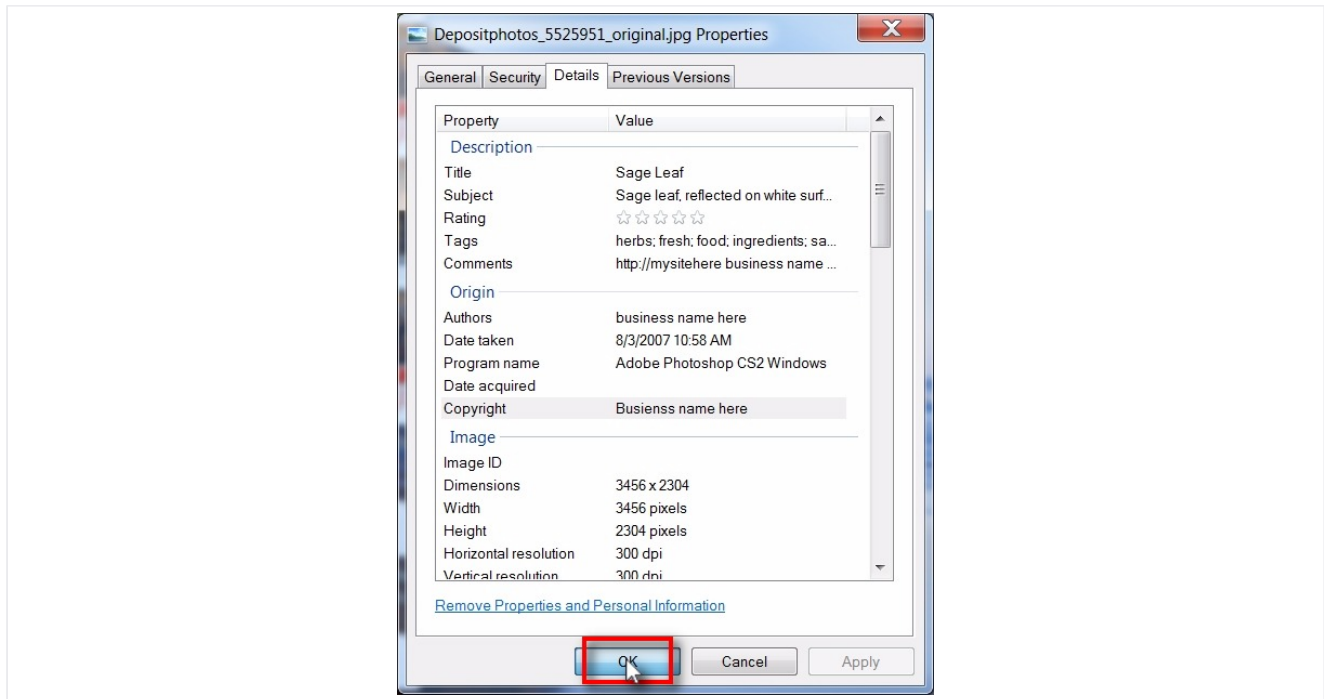 Depositphotos_5525951_original.jpg Properties
General Security Details Previous Versions
Property Value
Description
Title Sage Leaf
Subject Sage leaf, reflected on white surf...
Rating
Tags herbs; fresh; food; ingredients; sa...
Comments http://mysitehere business name ...
Origin
Authors business name here
Date taken 8/3/2007 10:58 AM
Program name Adobe Photoshop CS2 Windows
Date acquired
Copyright Busienss name here
Image
Image ID
Dimensions 3456 x 2304
Width 3456 pixels
Height 2304 pixels
Horizontal resolution 300 dpi
Vertical resolution 300 dpi
Remove Properties and Personal Information
OK Cancel Apply